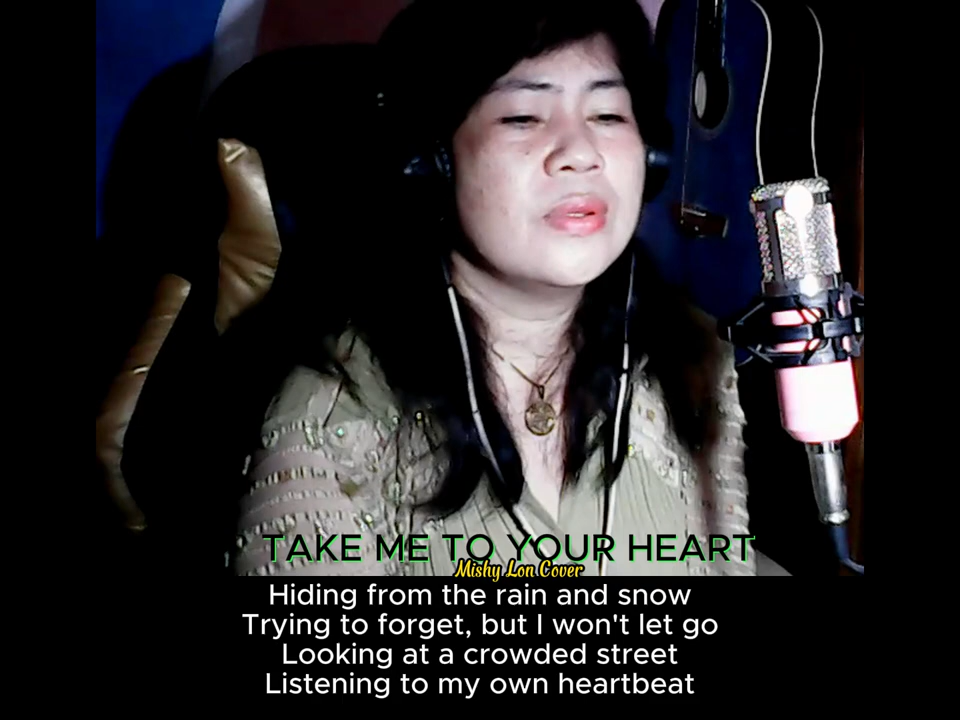 TAKE ME TO YOUR HEART
Mishy Lon Cover
Hiding from the rain and snow
Trying to forget, but I won't let go
Looking at a crowded street
Listening to my own heartbeat